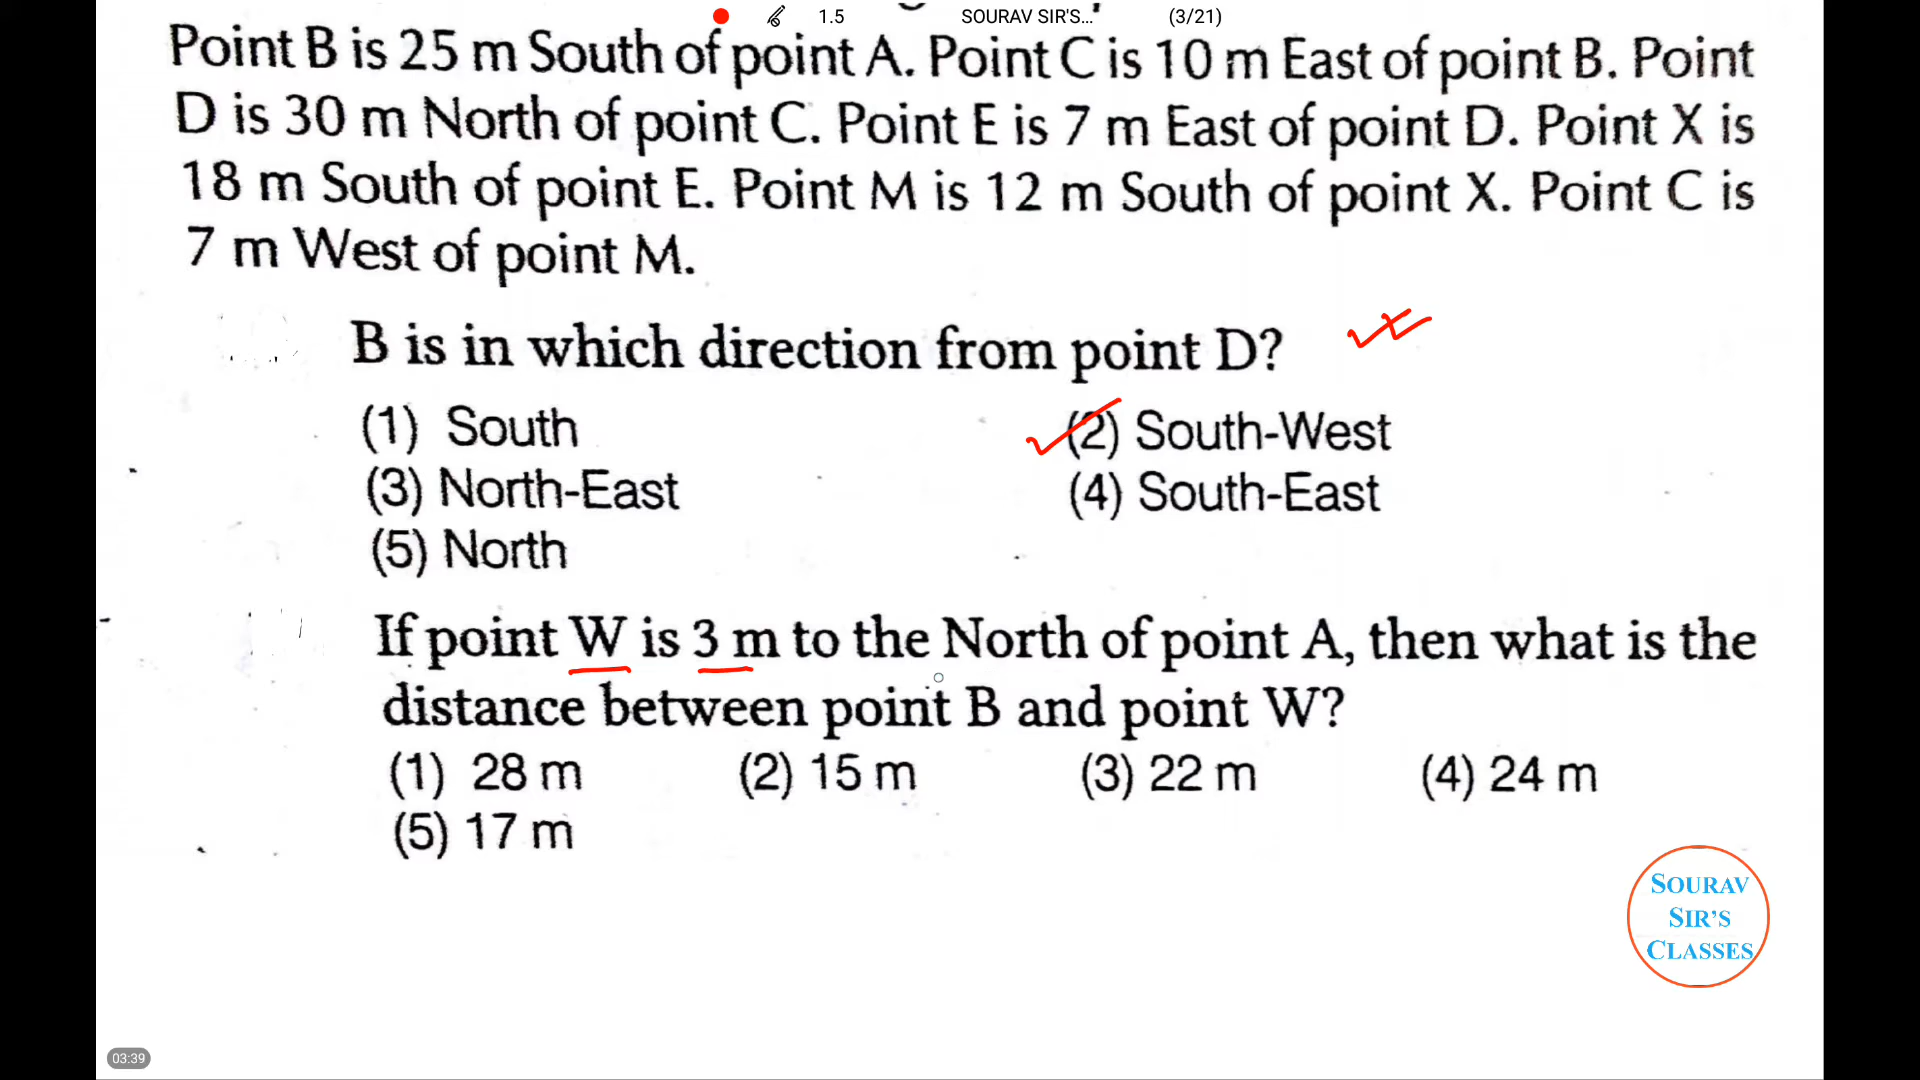 1.5 SOURAV SIR'S... (3/21)
Point B is 25 m South of point A. Point C is 10 m East of point B. Point
D is 30 m North of point C. Point E is 7 m East of point D. Point X is
18 m South of point E. Point M is 12 m South of point X. Point C is
7 m West of point M.
B is in which direction from point D?
(1) South (2) South-West
(3) North-East (4) South-East
(5) North
If point W is 3 m to the North of point A, then what is the
distance between point B and point W?
(1) 28 m (2) 15 m (3) 22 m (4) 24 m
(5) 17 m
SOURAV
SIR'S
CLASSES
03:39